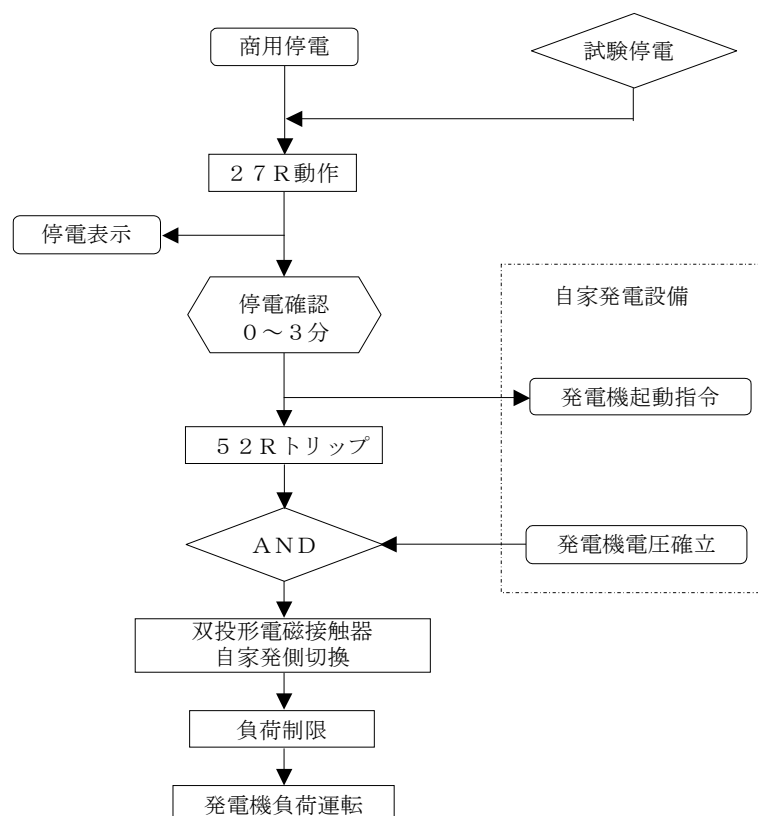 商用停電
試験停電
２７Ｒ動作
停電表示
停電確認
０～３分
自家発電設備
発電機起動指令
５２Ｒトリップ
ＡＮＤ
発電機電圧確立
双投形電磁接触器
自家発側切換
負荷制限
発電機負荷運転